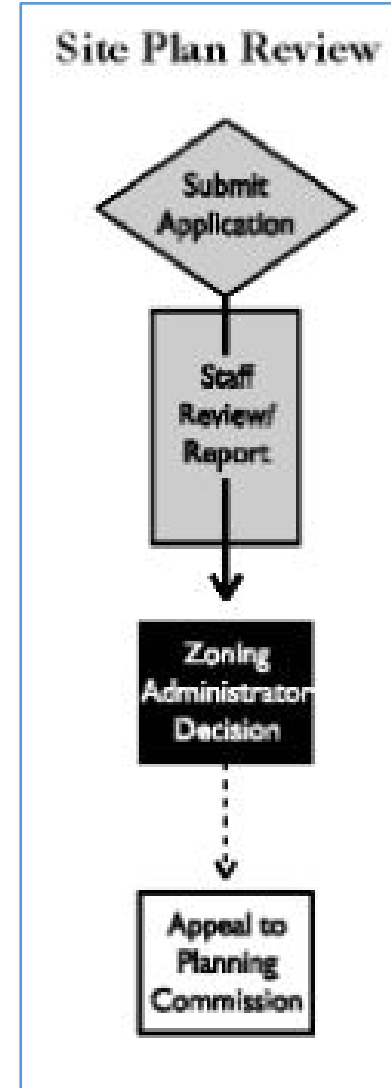 Site Plan Review
Submit
Application
Staff
Review/
Report
Zoning
Administrator
Decision
Appeal to
Planning
Commission